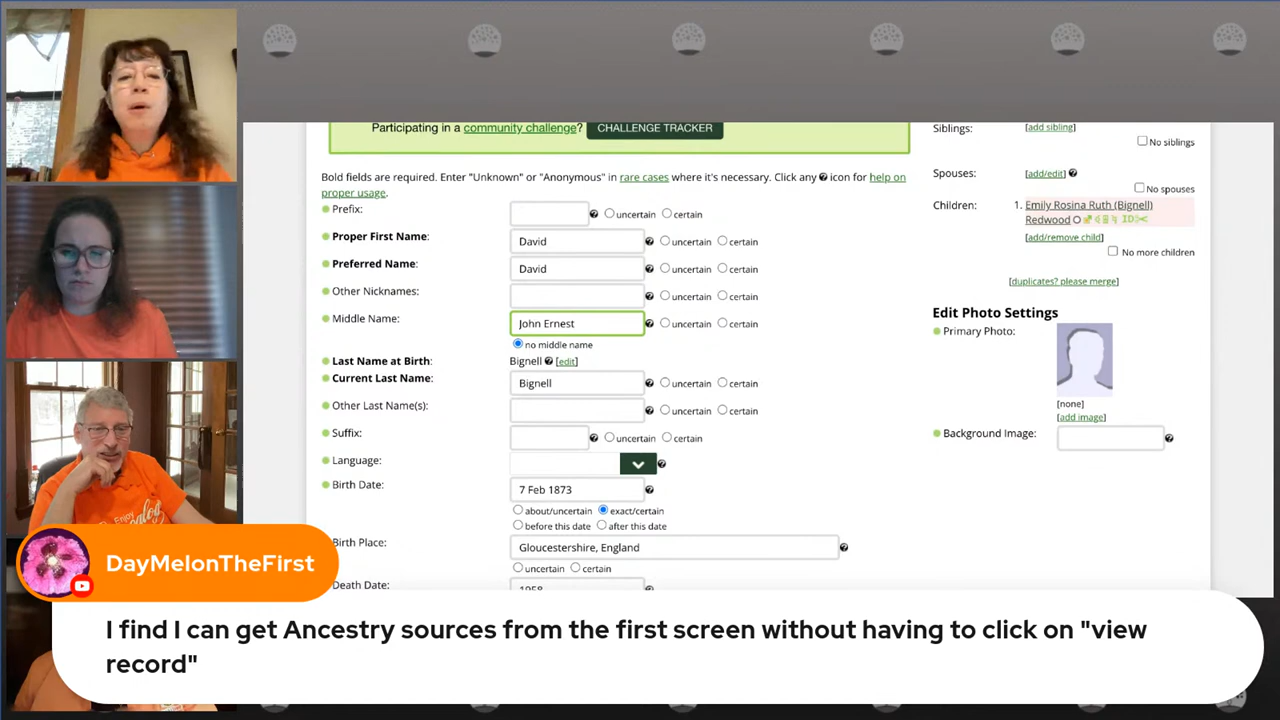 Participating in a community challenge? CHALLENGE TRACKER
Bold fields are required. Enter "Unknown" or "Anonymous" in rare cases where it's necessary. Click any ? icon for help on
proper usage.
Prefix: uncertain certain
Proper First Name: David uncertain certain
Preferred Name: David uncertain certain
Other Nicknames: uncertain certain
Middle Name: John Ernest uncertain certain
no middle name
Last Name at Birth: Bignell ? [edit]
Current Last Name: Bignell uncertain certain
Other Last Name(s): uncertain certain
Suffix: uncertain certain
Language:
Birth Date: 7 Feb 1873
about/uncertain exact/certain
before this date after this date
Birth Place: Gloucestershire, England
uncertain certain
Death Date: 1958
Siblings: [add sibling]
No siblings
Spouses: [add/edit] ?
No spouses
Children: 1. Emily Rosina Ruth (Bignell)
Redwood
[add/remove child]
No more children
[duplicates? please merge]
Edit Photo Settings
Primary Photo:
[none]
[add image]
Background Image:
Enjoy
DayMelonTheFirst
I find I can get Ancestry sources from the first screen without having to click on "view
record"